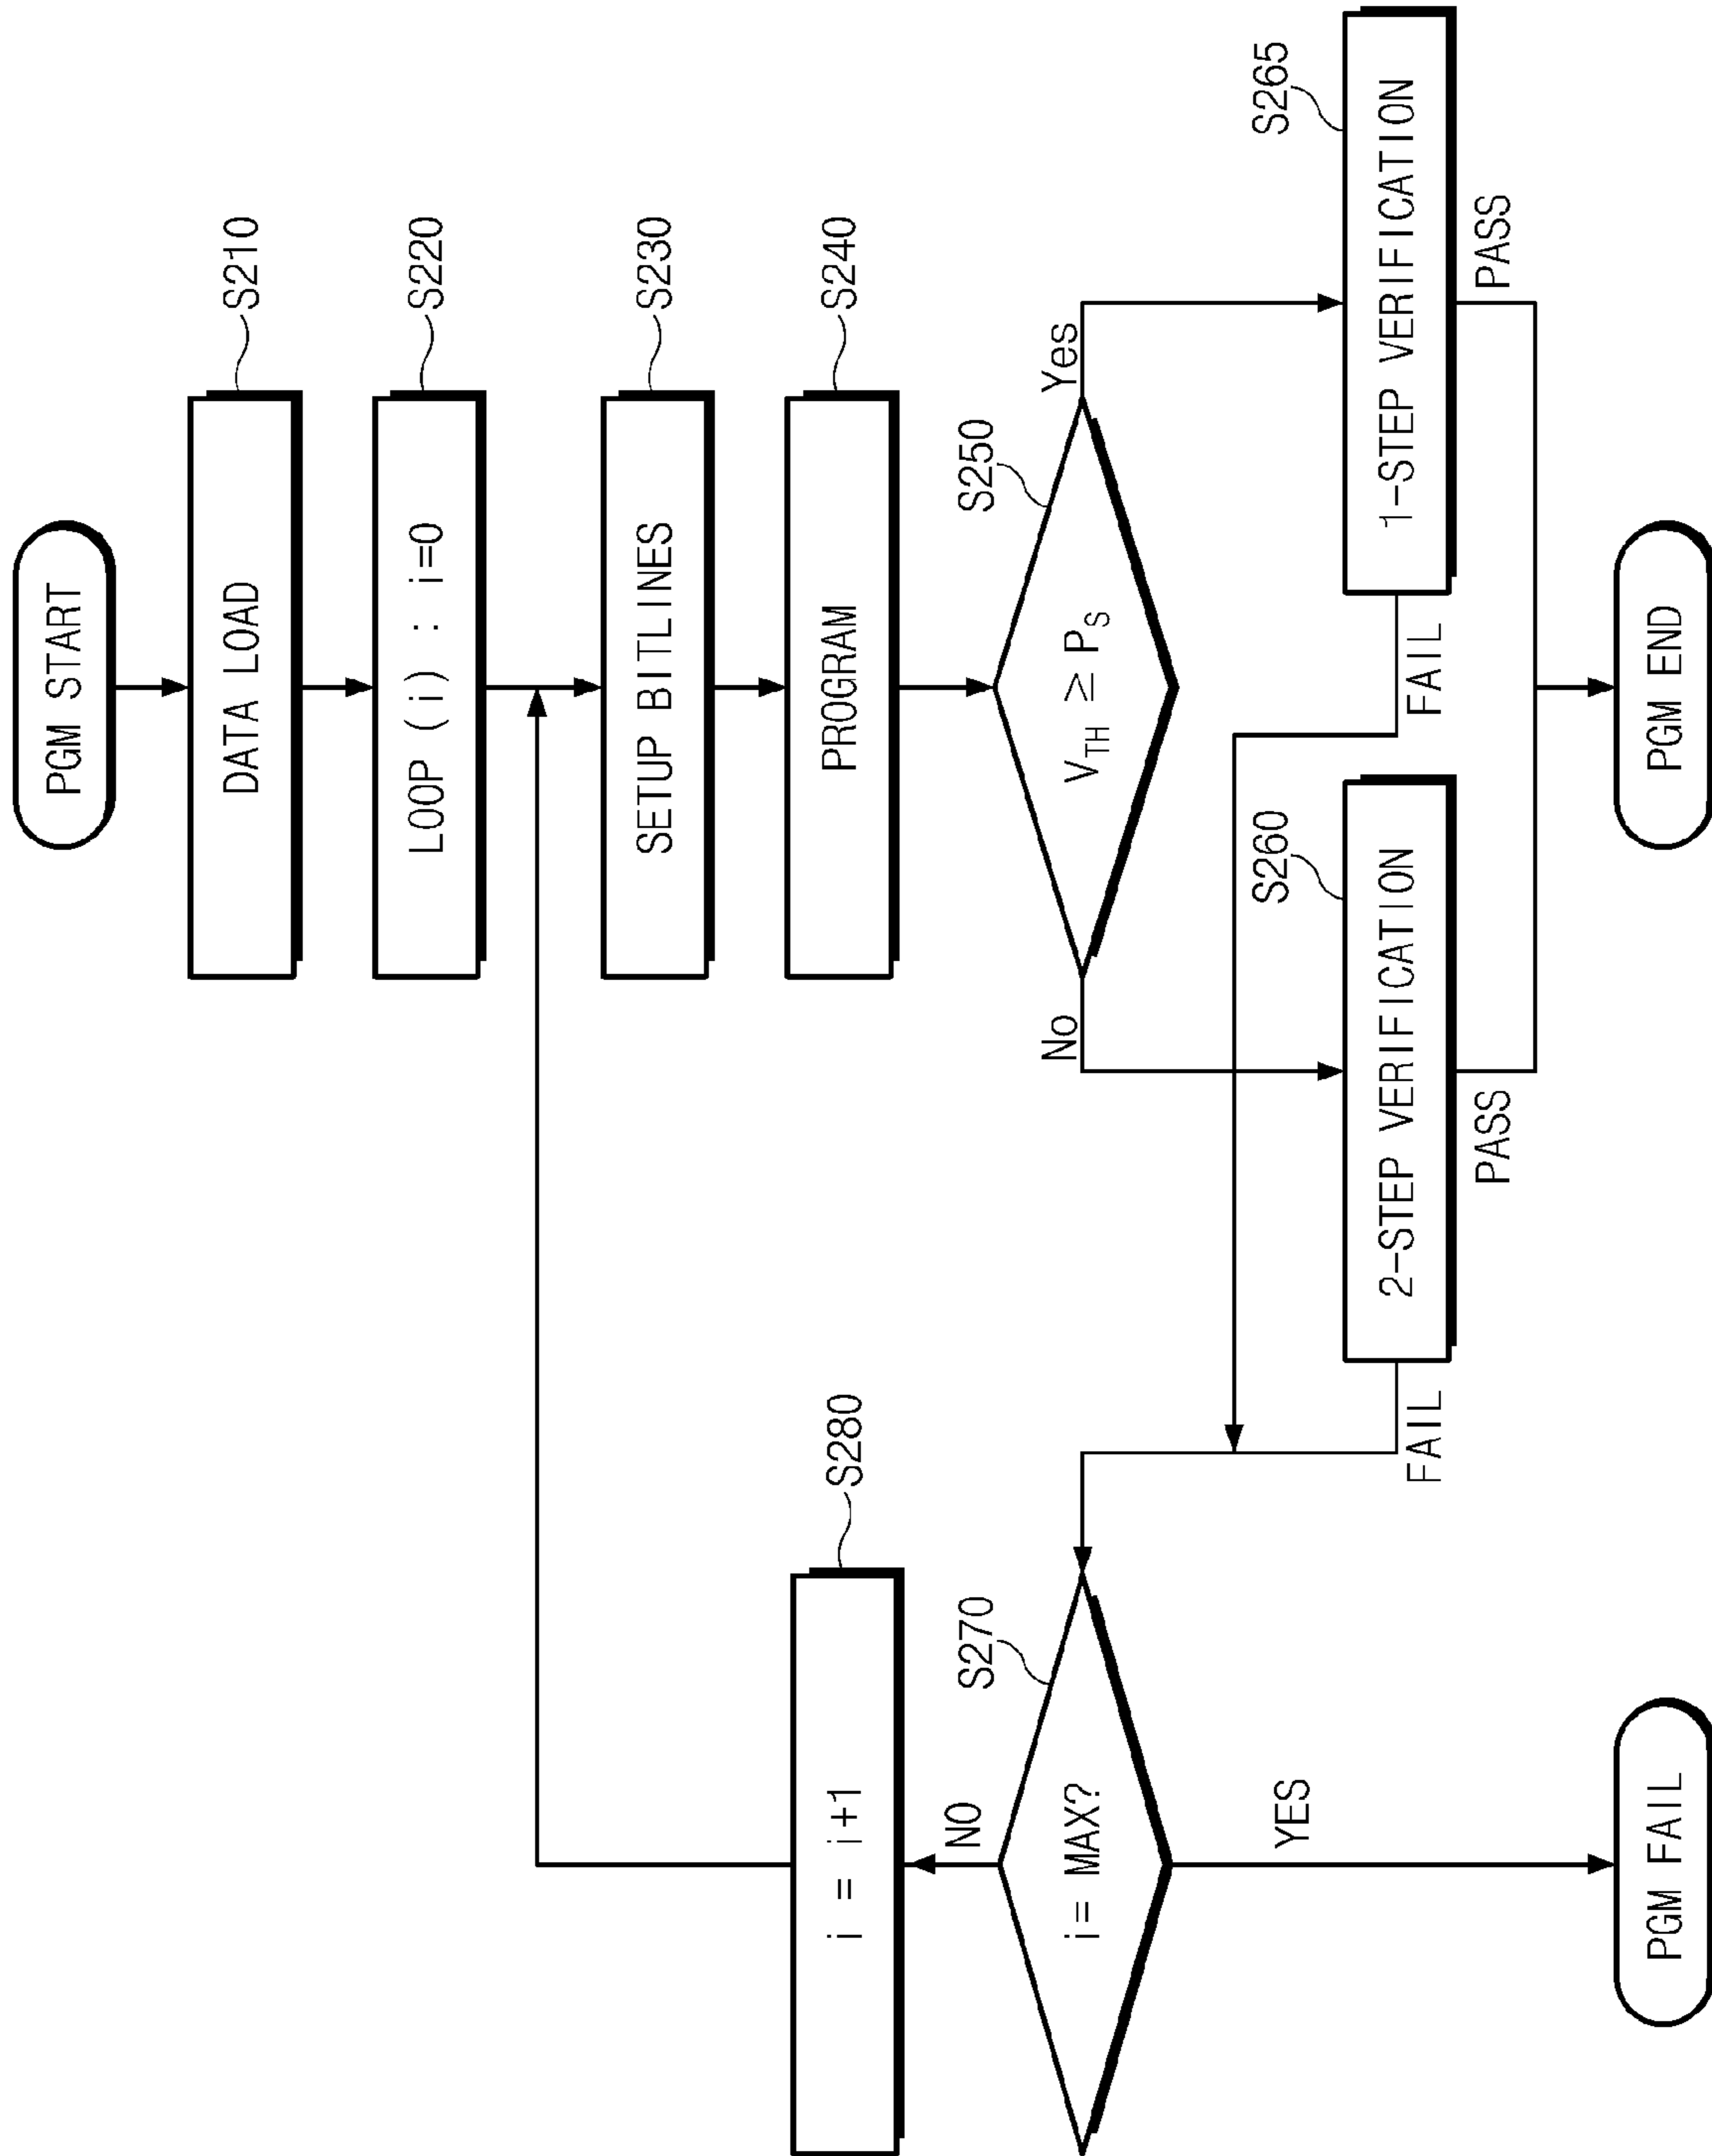 PGM START
DATA LOAD
S210
LOOP (i) : i=0
S220
SETUP BITLINES
S230
PROGRAM
S240
V_TH ≥ P_S
S250
Yes
No
1-STEP VERIFICATION
S265
FAIL
PASS
2-STEP VERIFICATION
S260
FAIL
PASS
i = i+1
S280
NO
i= MAX?
S270
YES
PGM FAIL
PGM END